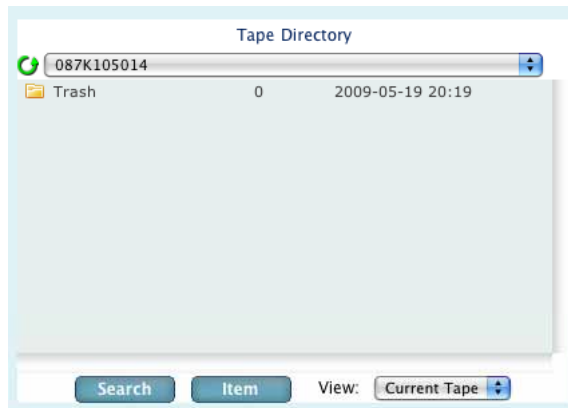 Tape Directory
087K105014
Trash 0 2009-05-19 20:19
Search Item View: Current Tape